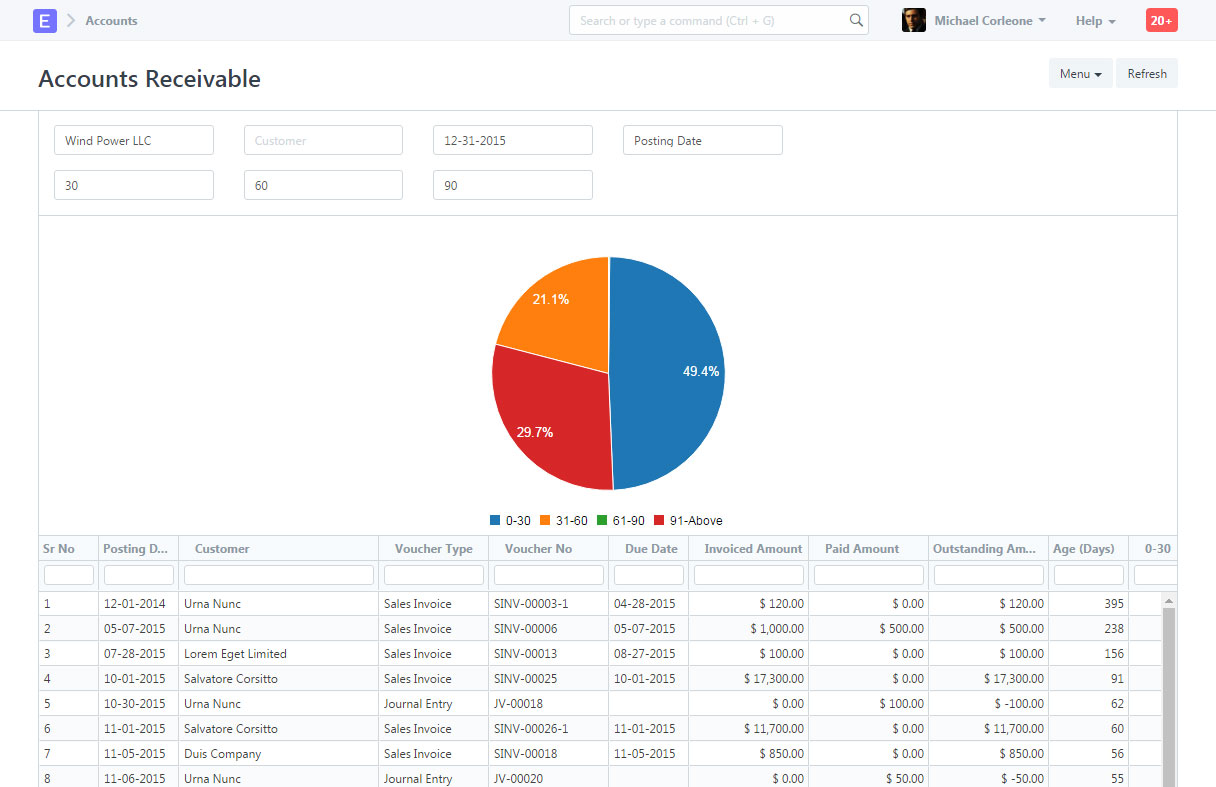 E Accounts Search or type a command (Ctrl + G) Michael Corleone Help 20+
Accounts Receivable Menu Refresh
Wind Power LLC Customer 12-31-2015 Posting Date
30 60 90
21.1%
49.4%
29.7%
0-30 31-60 61-90 91-Above
Sr No Posting D... Customer Voucher Type Voucher No Due Date Invoiced Amount Paid Amount Outstanding Am... Age (Days) 0-30
1 12-01-2014 Urna Nunc Sales Invoice SINV-00003-1 04-28-2015 $ 120.00 $ 0.00 $ 120.00 395
2 05-07-2015 Urna Nunc Sales Invoice SINV-00006 05-07-2015 $ 1,000.00 $ 500.00 $ 500.00 238
3 07-28-2015 Lorem Eget Limited Sales Invoice SINV-00013 08-27-2015 $ 100.00 $ 0.00 $ 100.00 156
4 10-01-2015 Salvatore Corsitto Sales Invoice SINV-00025 10-01-2015 $ 17,300.00 $ 0.00 $ 17,300.00 91
5 10-30-2015 Urna Nunc Journal Entry JV-00018 $ 0.00 $ 100.00 $ -100.00 62
6 11-01-2015 Salvatore Corsitto Sales Invoice SINV-00026-1 11-01-2015 $ 11,700.00 $ 0.00 $ 11,700.00 60
7 11-05-2015 Duis Company Sales Invoice SINV-00018 11-05-2015 $ 850.00 $ 0.00 $ 850.00 56
8 11-06-2015 Urna Nunc Journal Entry JV-00020 $ 0.00 $ 50.00 $ -50.00 55